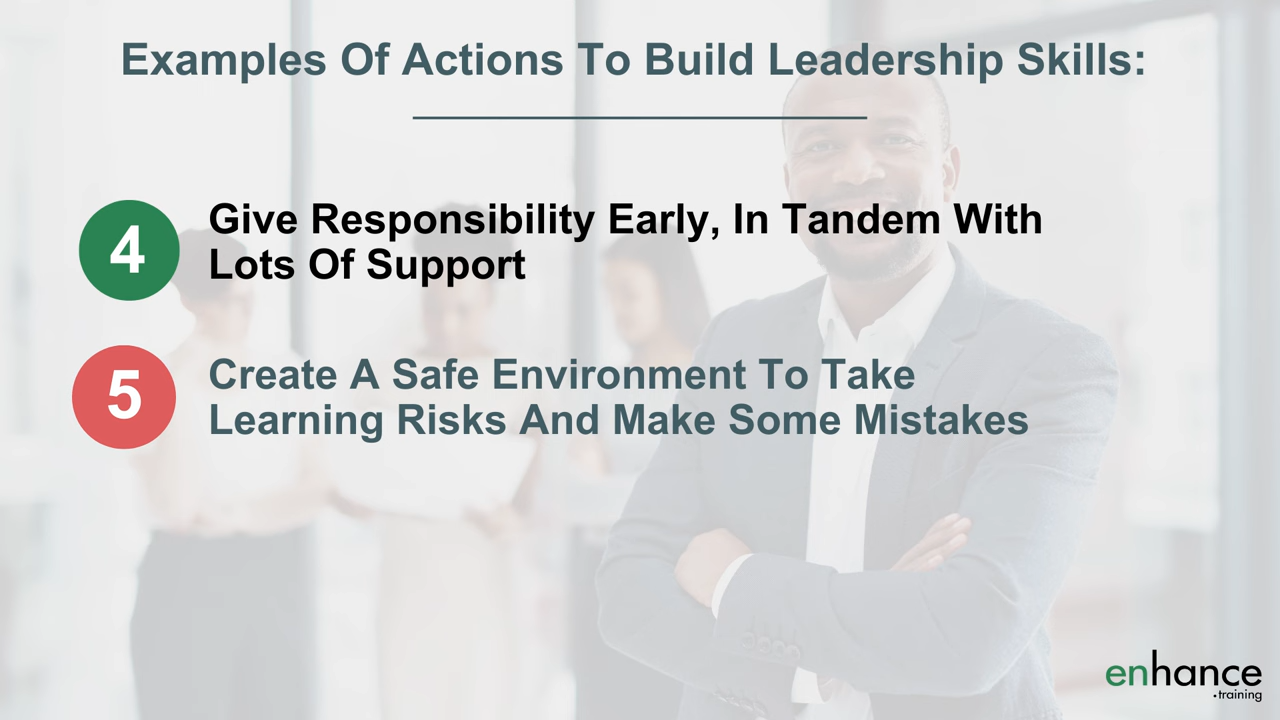 Examples Of Actions To Build Leadership Skills:
4
Give Responsibility Early, In Tandem With
Lots Of Support
5
Create A Safe Environment To Take
Learning Risks And Make Some Mistakes
enhance
.training